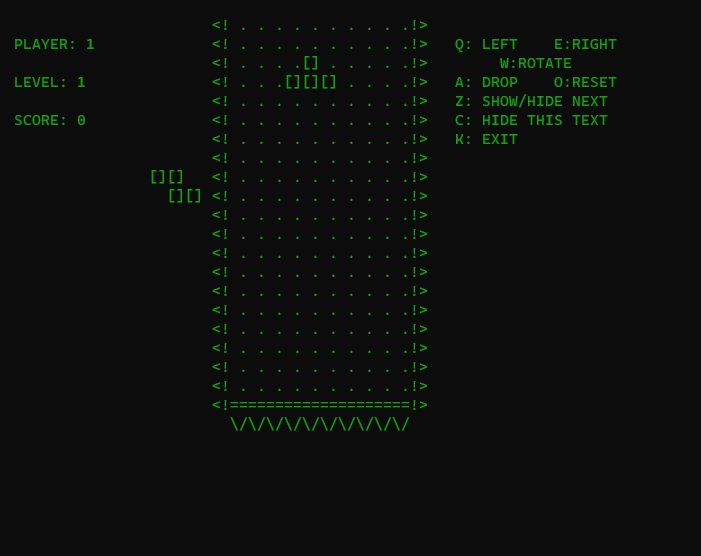 <! . . . . . . . . . .!>
PLAYER: 1             <! . . . . . . . . . .!>   Q: LEFT    E:RIGHT
                      <! . . . .[] . . . . .!>        W:ROTATE
LEVEL: 1              <! . . .[][][] . . . .!>   A: DROP    O:RESET
                      <! . . . . . . . . . .!>   Z: SHOW/HIDE NEXT
SCORE: 0              <! . . . . . . . . . .!>   C: HIDE THIS TEXT
                      <! . . . . . . . . . .!>   K: EXIT
                      <! . . . . . . . . . .!>
               [][]   <! . . . . . . . . . .!>
                 [][] <! . . . . . . . . . .!>
                      <! . . . . . . . . . .!>
                      <! . . . . . . . . . .!>
                      <! . . . . . . . . . .!>
                      <! . . . . . . . . . .!>
                      <! . . . . . . . . . .!>
                      <! . . . . . . . . . .!>
                      <! . . . . . . . . . .!>
                      <! . . . . . . . . . .!>
                      <! . . . . . . . . . .!>
                      <! . . . . . . . . . .!>
                      <!====================!>
                        \/\/\/\/\/\/\/\/\/\/